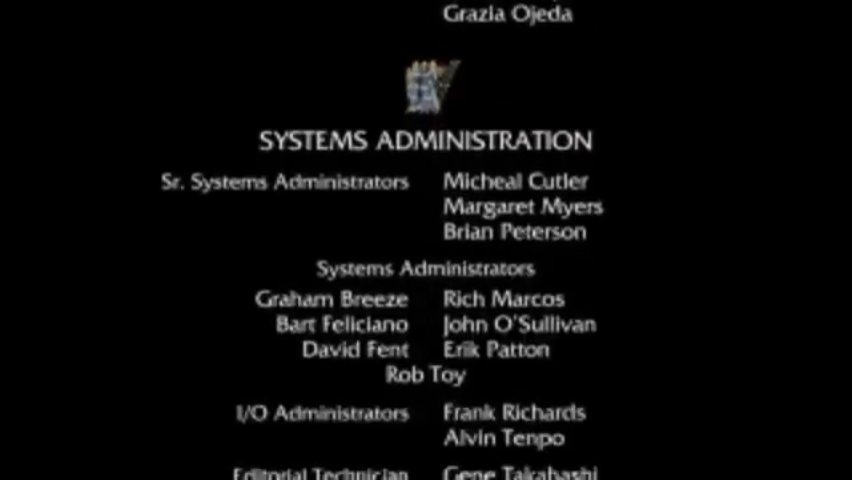 Grazia Ojeda
SYSTEMS ADMINISTRATION
Sr. Systems Administrators Micheal Cutler
Margaret Myers
Brian Peterson
Systems Administrators
Graham Breeze Rich Marcos
Bart Feliciano John O'Sullivan
David Fent Erik Patton
Rob Toy
I/O Administrators Frank Richards
Alvin Tenpo
Editorial Technician Gene Takahashi